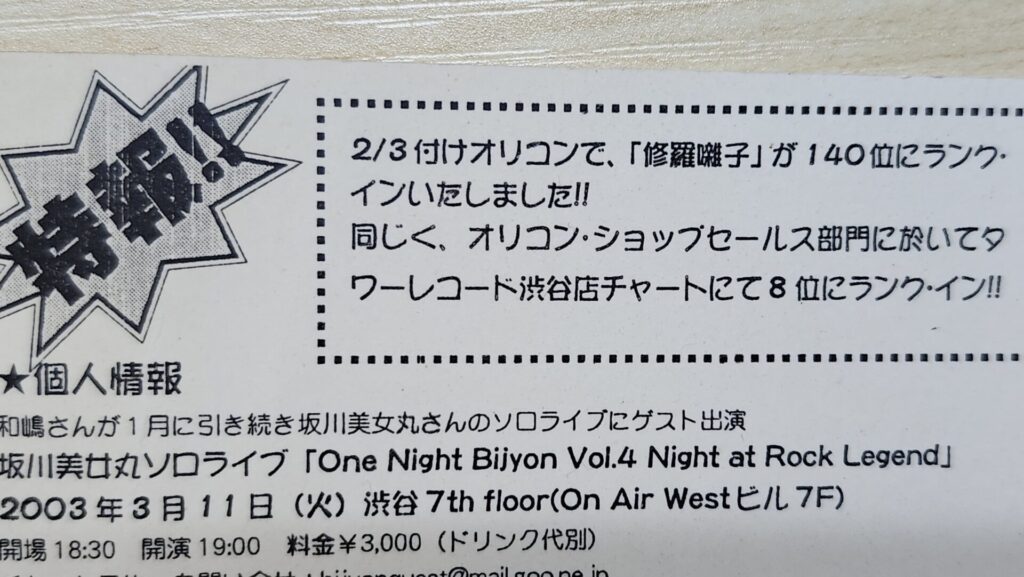 特報!!
2/3付けオリコンで、「修羅囃子」が140位にランク・
インいたしました!!
同じく、オリコン・ショップセールス部門に於いてタ
ワーレコード渋谷店チャートにて8位にランク・イン!!
★個人情報
和嶋さんが1月に引き続き坂川美女丸さんのソロライブにゲスト出演
坂川美女丸ソロライブ「One Night Bijyon Vol.4 Night at Rock Legend」
2003年3月11日（火）渋谷7th floor(On Air Westビル7F)
開場18:30 開演19:00 料金￥3,000（ドリンク代別）